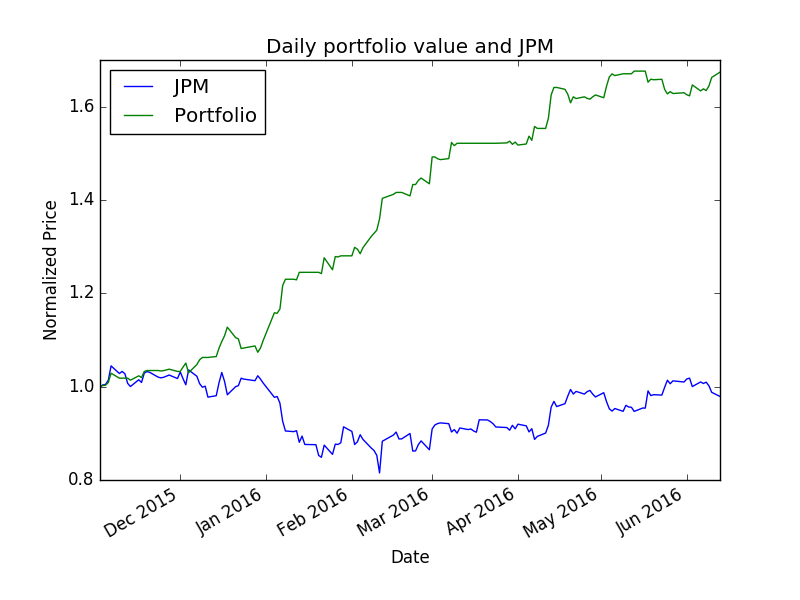 Daily portfolio value and JPM
JPM
Portfolio
Normalized Price
1.6
1.4
1.2
1.0
0.8
Dec 2015
Jan 2016
Feb 2016
Mar 2016
Apr 2016
May 2016
Jun 2016
Date